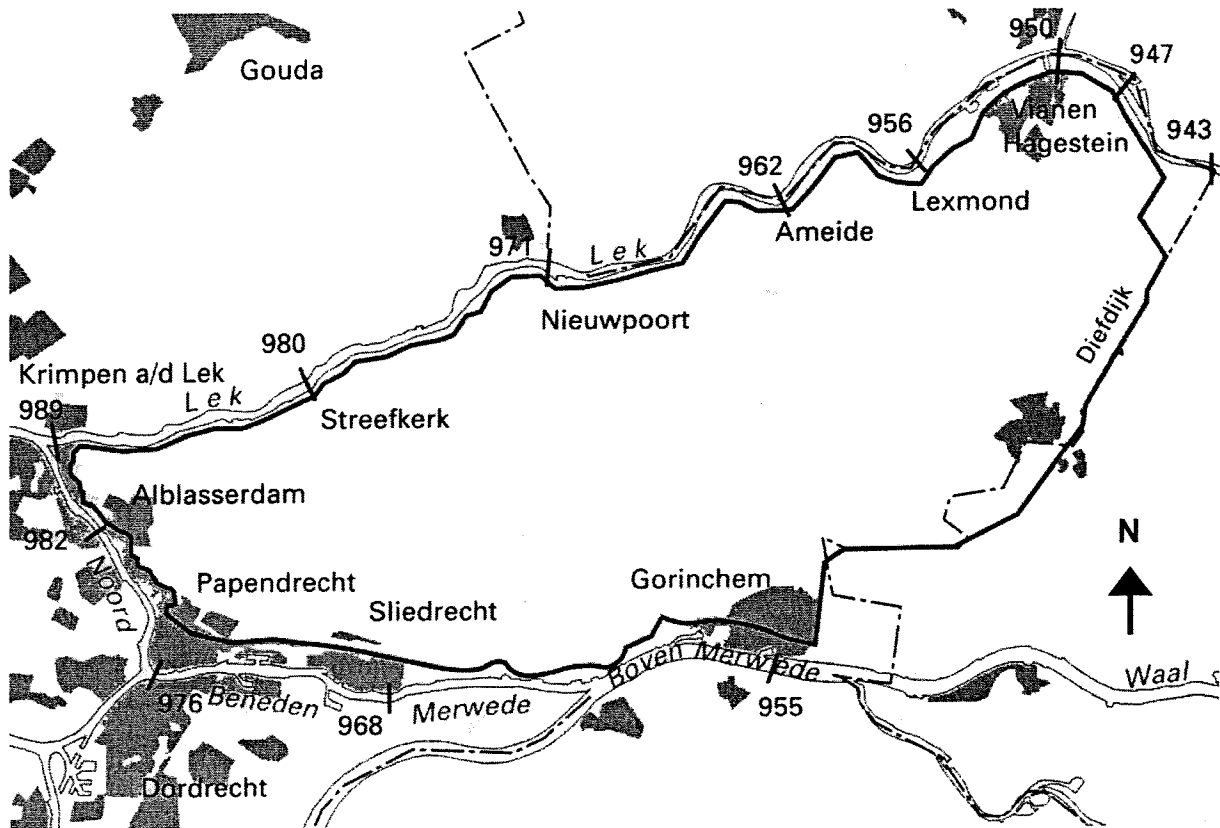 950
947
Gouda
Vianen
956
943
Hagestein
962
Lexmond
Ameide
971
Lek
Nieuwpoort
Diefdijk
980
Krimpen a/d Lek
Lek
989
Streefkerk
Alblasserdam
982
N
Noord
Papendrecht
Gorinchem
Sliedrecht
Boven Merwede
Waal
976
Beneden
968
Merwede
955
Dordrecht